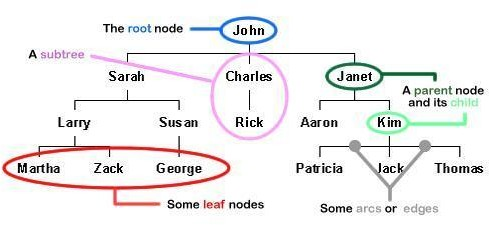 The root node
John
A subtree
Sarah
Charles
Janet
A parent node
and its child
Larry
Susan
Rick
Aaron
Kim
Martha
Zack
George
Patricia
Jack
Thomas
Some leaf nodes
Some arcs or edges